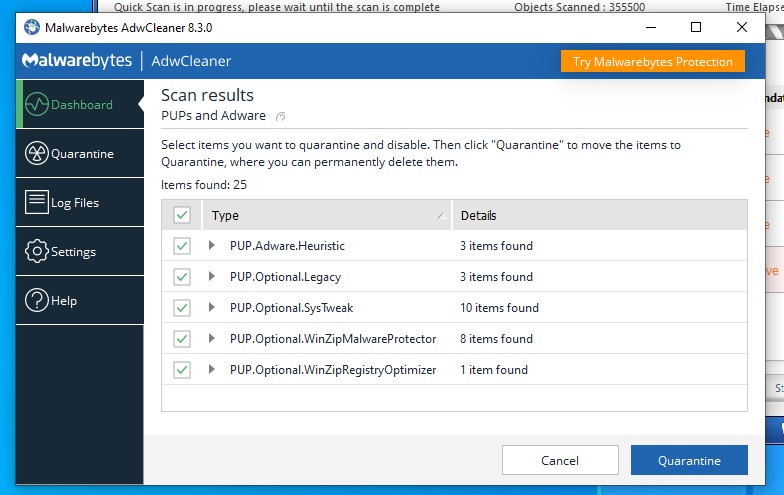 Quick Scan is in progress, please wait until the scan is complete
Objects Scanned : 355500
Time Elapse
Malwarebytes AdwCleaner 8.3.0
Malwarebytes | AdwCleaner
Try Malwarebytes Protection
Dashboard
Quarantine
Log Files
Settings
Help
Scan results
PUPs and Adware
Select items you want to quarantine and disable. Then click "Quarantine" to move the items to
Quarantine, where you can permanently delete them.
Items found: 25
Type Details
PUP.Adware.Heuristic 3 items found
PUP.Optional.Legacy 3 items found
PUP.Optional.SysTweak 10 items found
PUP.Optional.WinZipMalwareProtector 8 items found
PUP.Optional.WinZipRegistryOptimizer 1 item found
Cancel
Quarantine